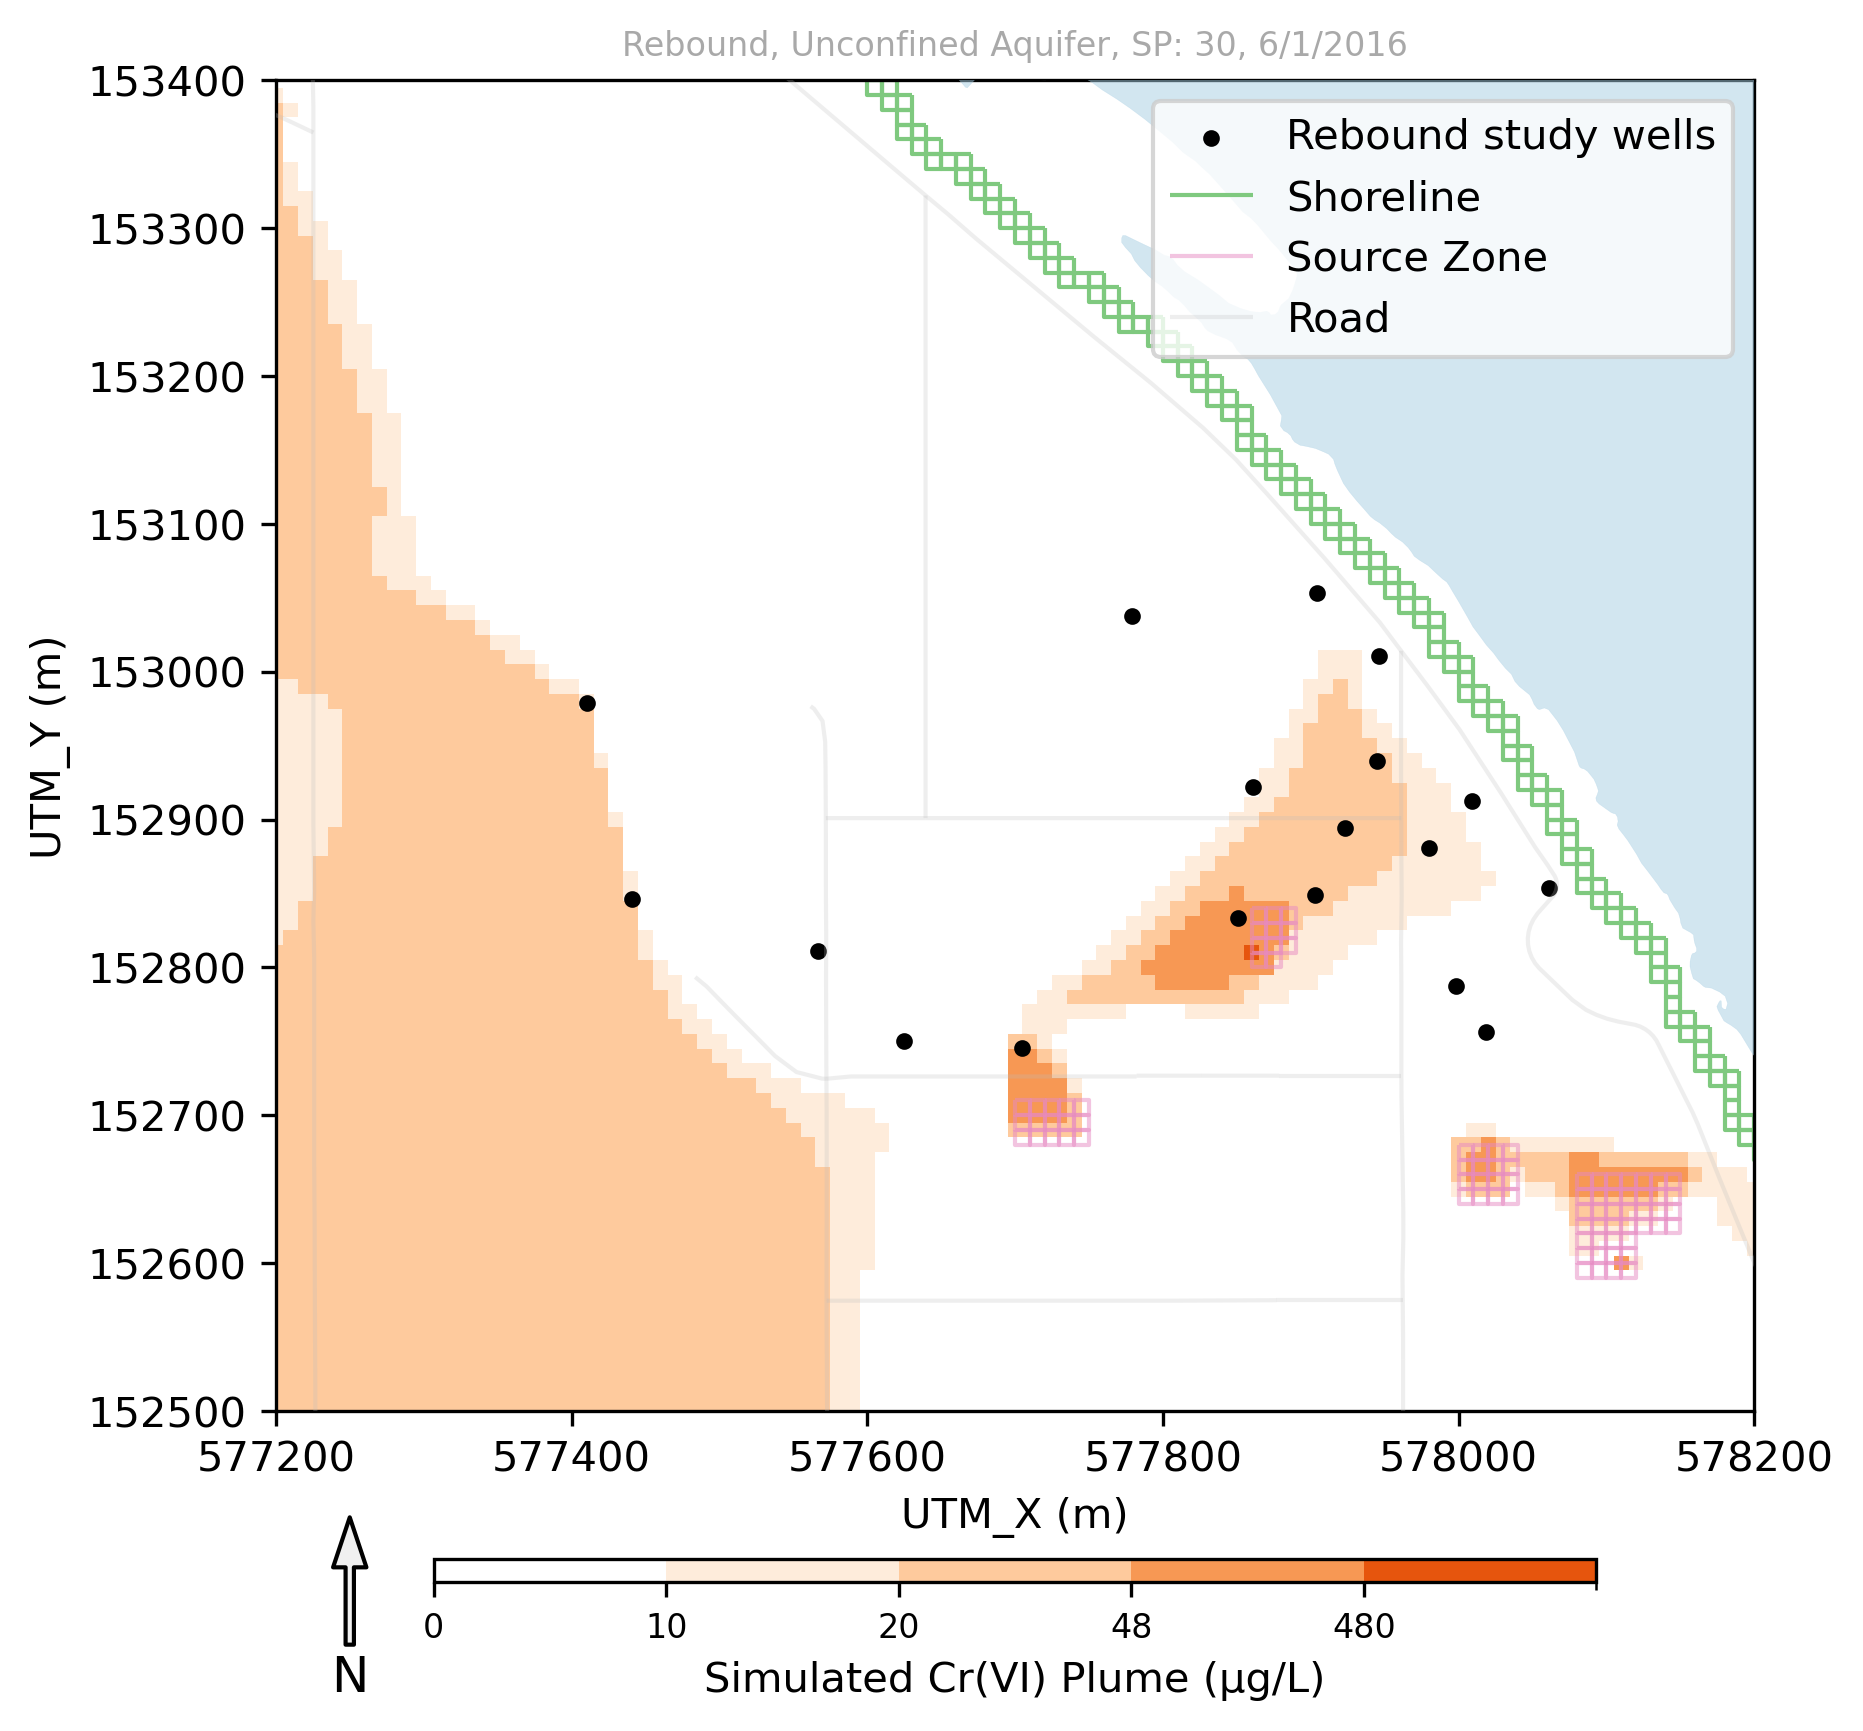 Rebound, Unconfined Aquifer, SP: 30, 6/1/2016
Rebound study wells
Shoreline
Source Zone
Road
153400
153300
153200
153100
153000
152900
152800
152700
152600
152500
UTM_Y (m)
577200 577400 577600 577800 578000 578200
UTM_X (m)
0 10 20 48 480
Simulated Cr(VI) Plume (μg/L)
N